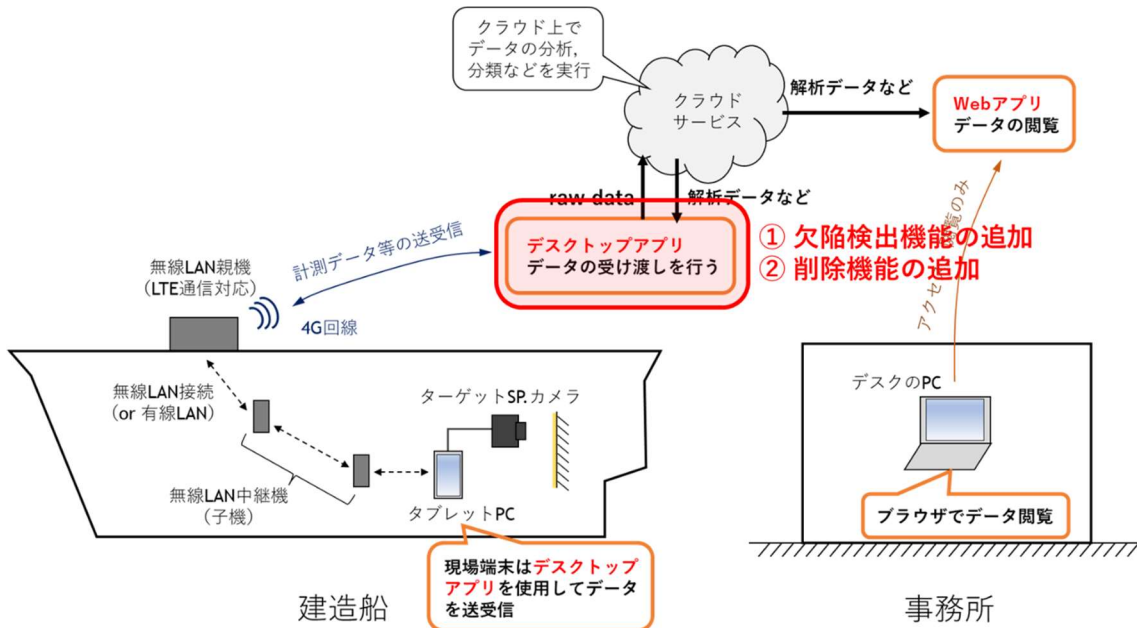 クラウド上で
データの分析,
分類などを実行
クラウド
サービス
解析データなど
Webアプリ
データの閲覧
raw data
解析データなど
デスクトップアプリ
データの受け渡しを行う
① 欠陥検出機能の追加
② 削除機能の追加
アクセ
覧のみ
計測データ等の送受信
4G回線
無線LAN親機
(LTE通信対応)
無線LAN接続
(or 有線LAN)
無線LAN中継機
(子機)
ターゲットSP.カメラ
タブレットPC
現場端末はデスクトップ
アプリを使用してデータ
を送受信
建造船
デスクのPC
ブラウザでデータ閲覧
事務所